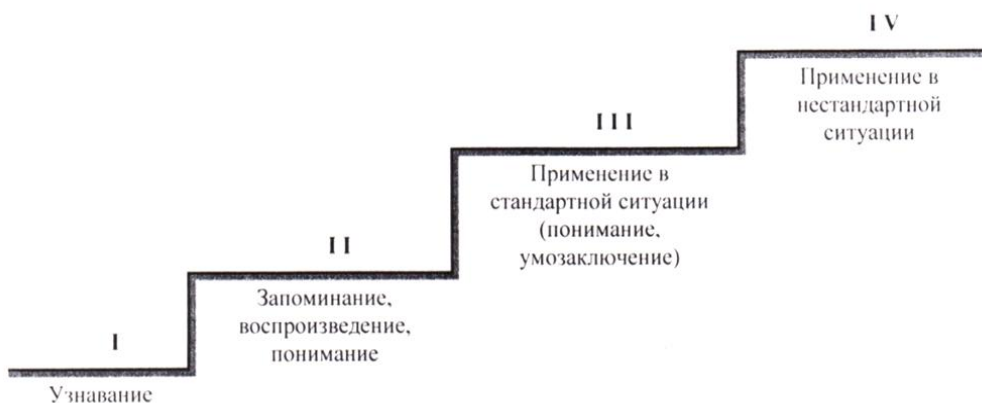 I
Узнавание
II
Запоминание,
воспроизведение,
понимание
III
Применение в
стандартной ситуации
(понимание,
умозаключение)
IV
Применение в
нестандартной
ситуации